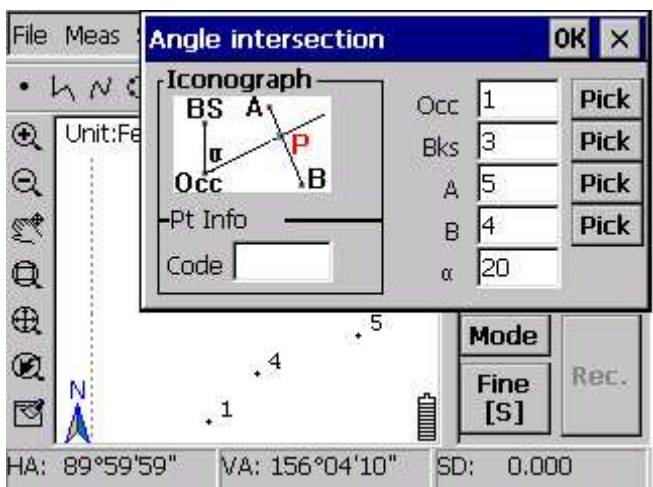 File Meas
Angle intersection OK ×
Iconograph
BS A
P
α
Occ B
Pt Info
Code
Occ 1 Pick
Bks 3 Pick
A 5 Pick
B 4 Pick
α 20
Unit:Fe
5
4
1
N
Mode
Fine
[S]
Rec.
HA: 89°59'59" VA: 156°04'10" SD: 0.000